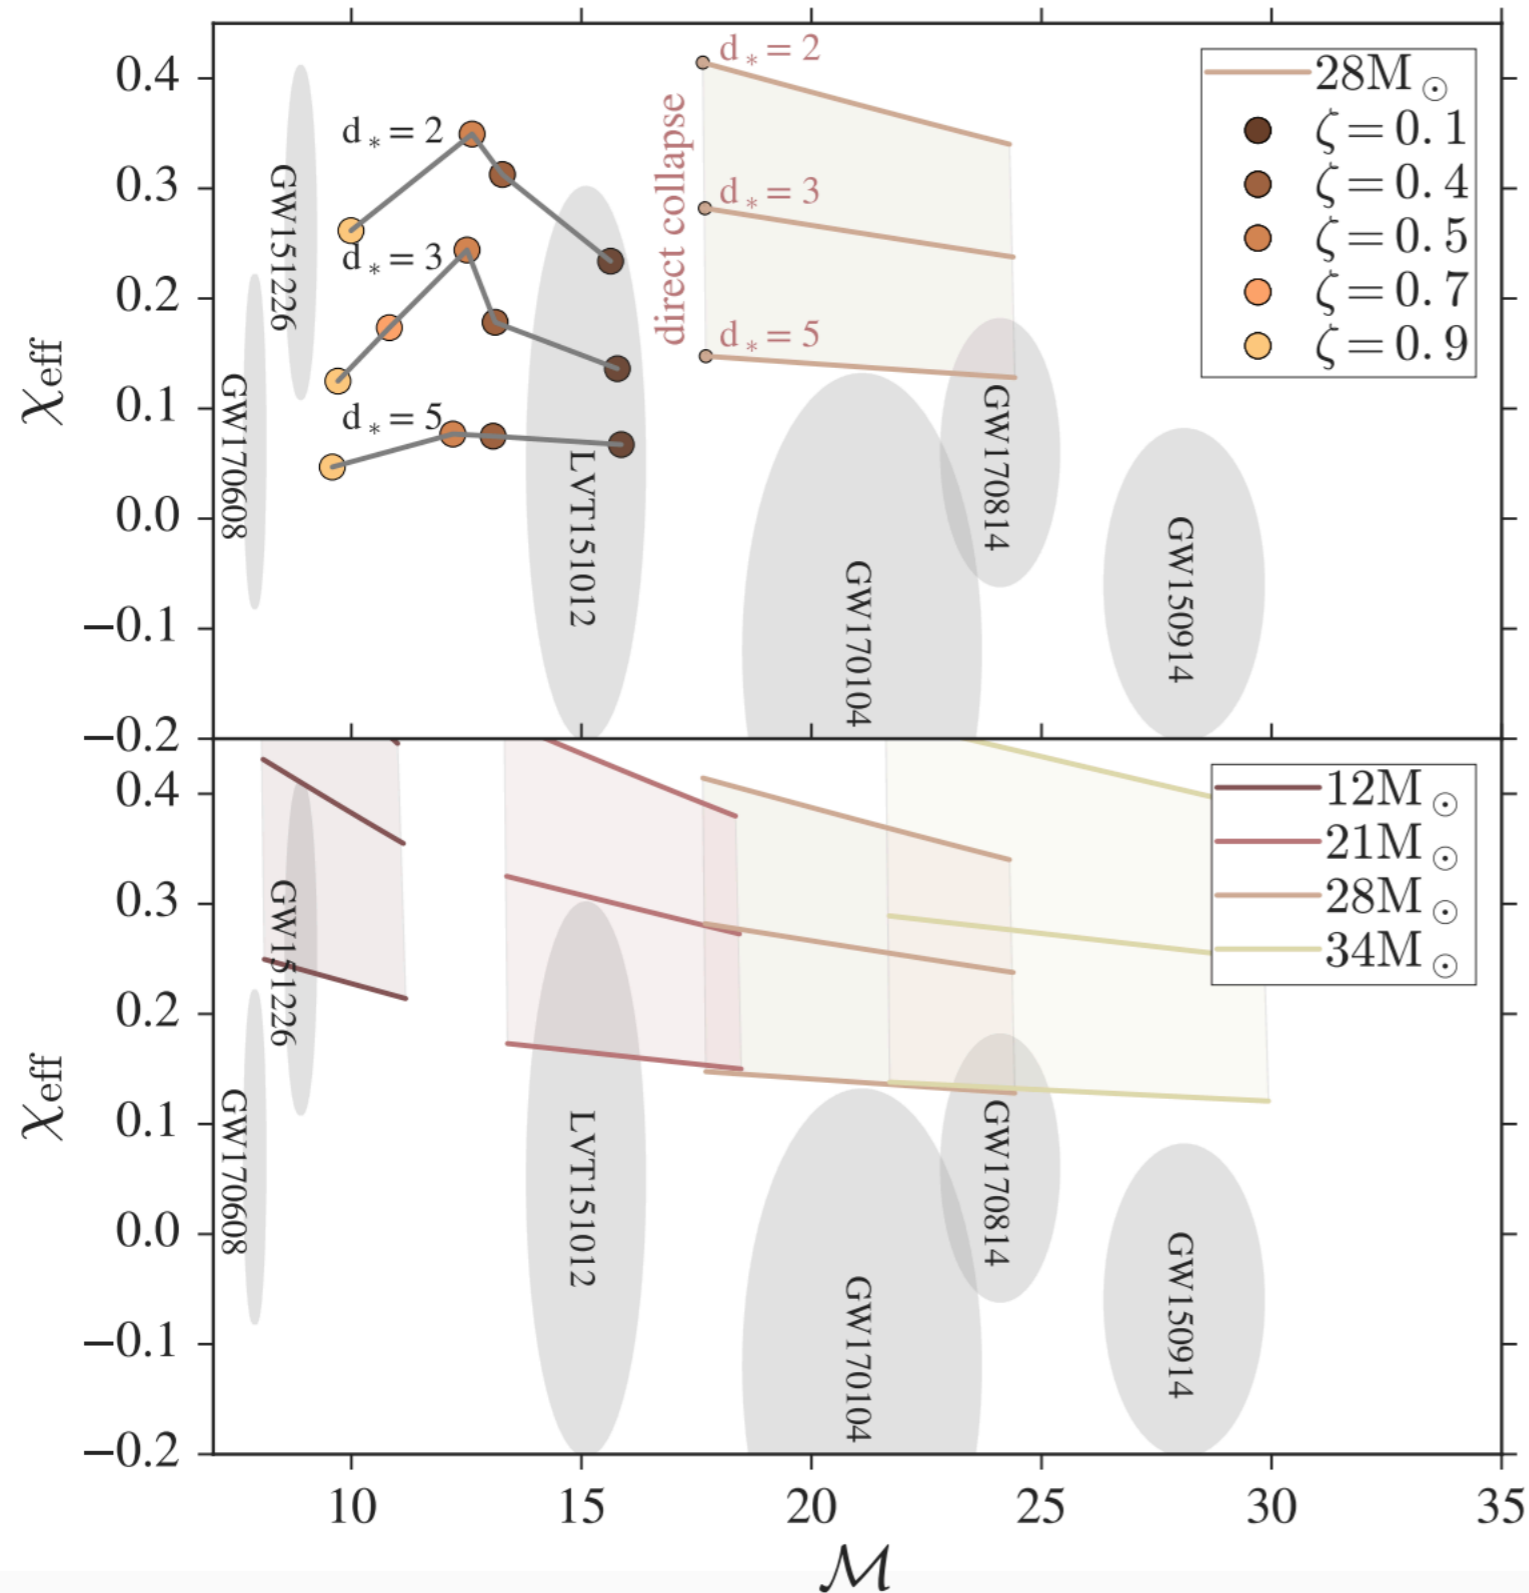 χeff
0.4
0.3
0.2
0.1
0.0
−0.1
−0.2
d∗= 2
d∗= 3
d∗= 5
direct collapse
d∗= 2
d∗= 3
d∗= 5
GW170608
GW151226
LVT151012
GW170104
GW170814
GW150914
28M⊙
ζ = 0.1
ζ = 0.4
ζ = 0.5
ζ = 0.7
ζ = 0.9
χeff
0.4
0.3
0.2
0.1
0.0
−0.1
−0.2
GW170608
GW151226
LVT151012
GW170104
GW170814
GW150914
12M⊙
21M⊙
28M⊙
34M⊙
10 15 20 25 30 35
ℳ